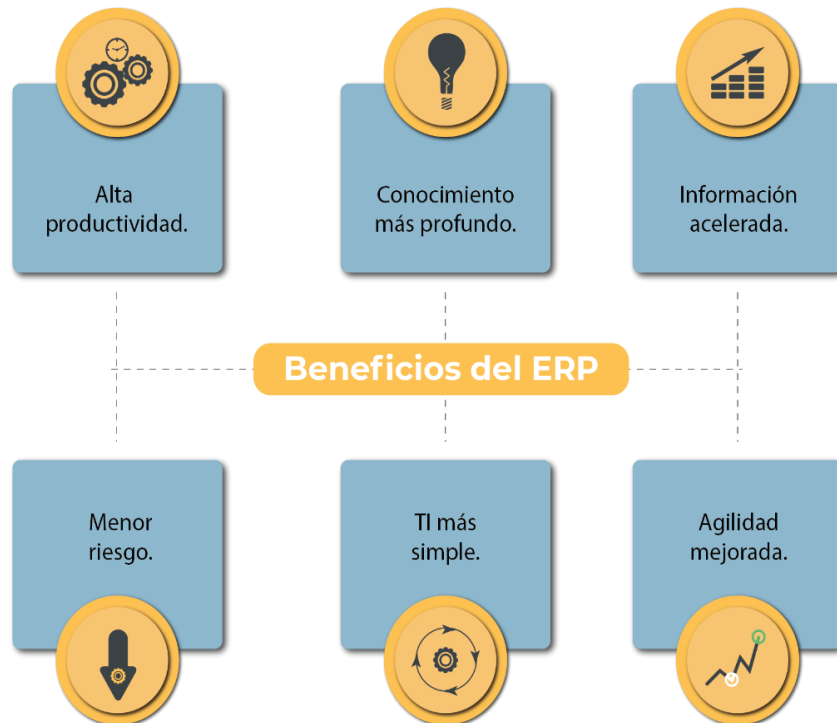 Alta
productividad.
Conocimiento
más profundo.
Información
acelerada.
Beneficios del ERP
Menor
riesgo.
TI más
simple.
Agilidad
mejorada.